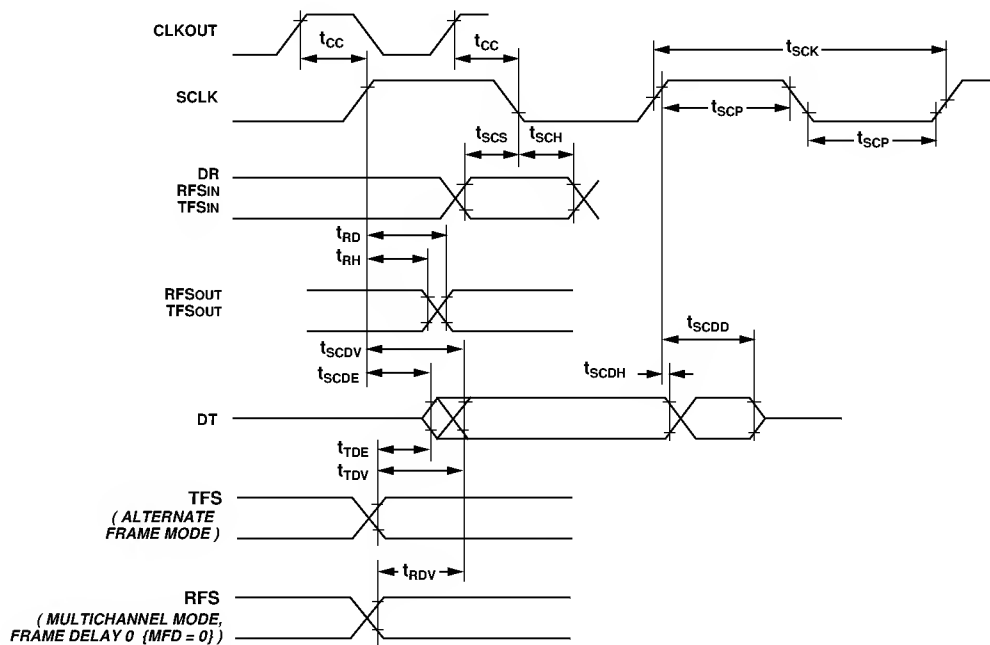 CLKOUT
tCC
tCC
tSCK
SCLK
tSCP
tSCP
tSCS
tSCH
DR
RFSIN
TFSIN
tRD
tRH
RFSOUT
TFSOUT
tSCDV
tSCDE
tSCDD
tSCDH
DT
tTDE
tTDV
TFS
( ALTERNATE
FRAME MODE )
tRDV
RFS
( MULTICHANNEL MODE,
FRAME DELAY 0 {MFD = 0} )